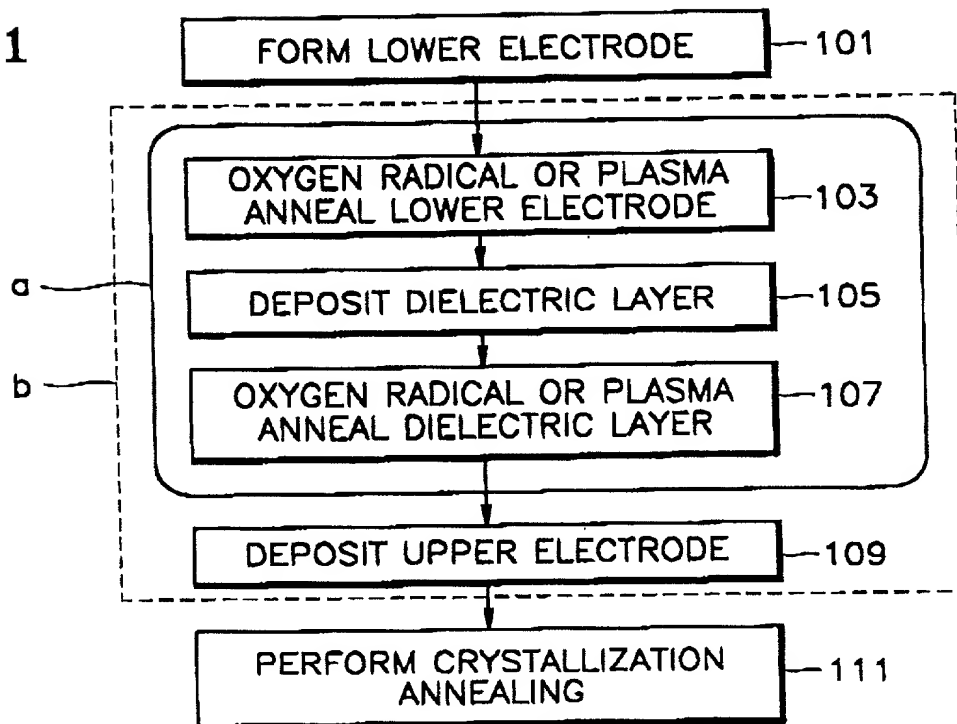 1
FORM LOWER ELECTRODE
101
OXYGEN RADICAL OR PLASMA
ANNEAL LOWER ELECTRODE
103
a
DEPOSIT DIELECTRIC LAYER
105
b
OXYGEN RADICAL OR PLASMA
ANNEAL DIELECTRIC LAYER
107
DEPOSIT UPPER ELECTRODE
109
PERFORM CRYSTALLIZATION
ANNEALING
111